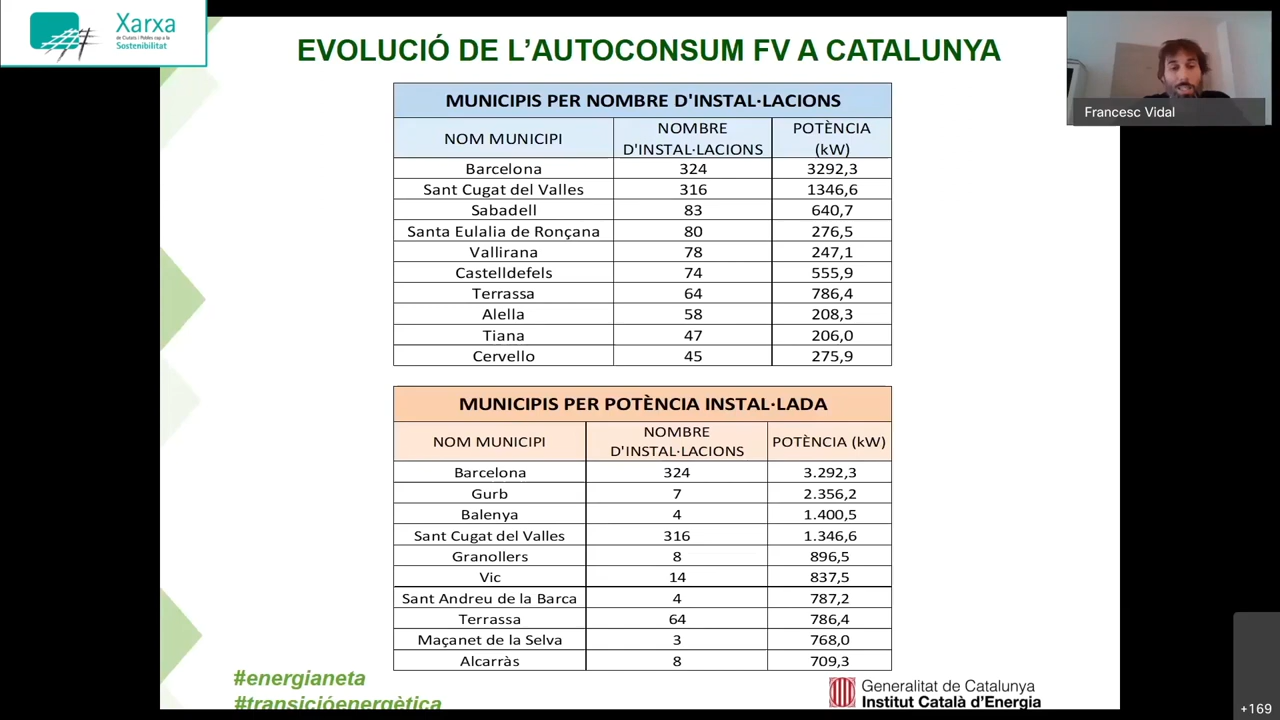 Xarxa
de Ciutats i Pobles cap a la
Sostenibilitat
EVOLUCIÓ DE L'AUTOCONSUM FV A CATALUNYA
Francesc Vidal
MUNICIPIS PER NOMBRE D'INSTAL·LACIONS
NOM MUNICIPI NOMBRE D'INSTAL·LACIONS POTÈNCIA (kW)
Barcelona 324 3292,3
Sant Cugat del Valles 316 1346,6
Sabadell 83 640,7
Santa Eulalia de Ronçana 80 276,5
Vallirana 78 247,1
Castelldefels 74 555,9
Terrassa 64 786,4
Alella 58 208,3
Tiana 47 206,0
Cervello 45 275,9
MUNICIPIS PER POTÈNCIA INSTAL·LADA
NOM MUNICIPI NOMBRE D'INSTAL·LACIONS POTÈNCIA (kW)
Barcelona 324 3.292,3
Gurb 7 2.356,2
Balenya 4 1.400,5
Sant Cugat del Valles 316 1.346,6
Granollers 8 896,5
Vic 14 837,5
Sant Andreu de la Barca 4 787,2
Terrassa 64 786,4
Maçanet de la Selva 3 768,0
Alcarràs 8 709,3
#energianeta
#transicióenergètica
Generalitat de Catalunya
Institut Català d'Energia
+169